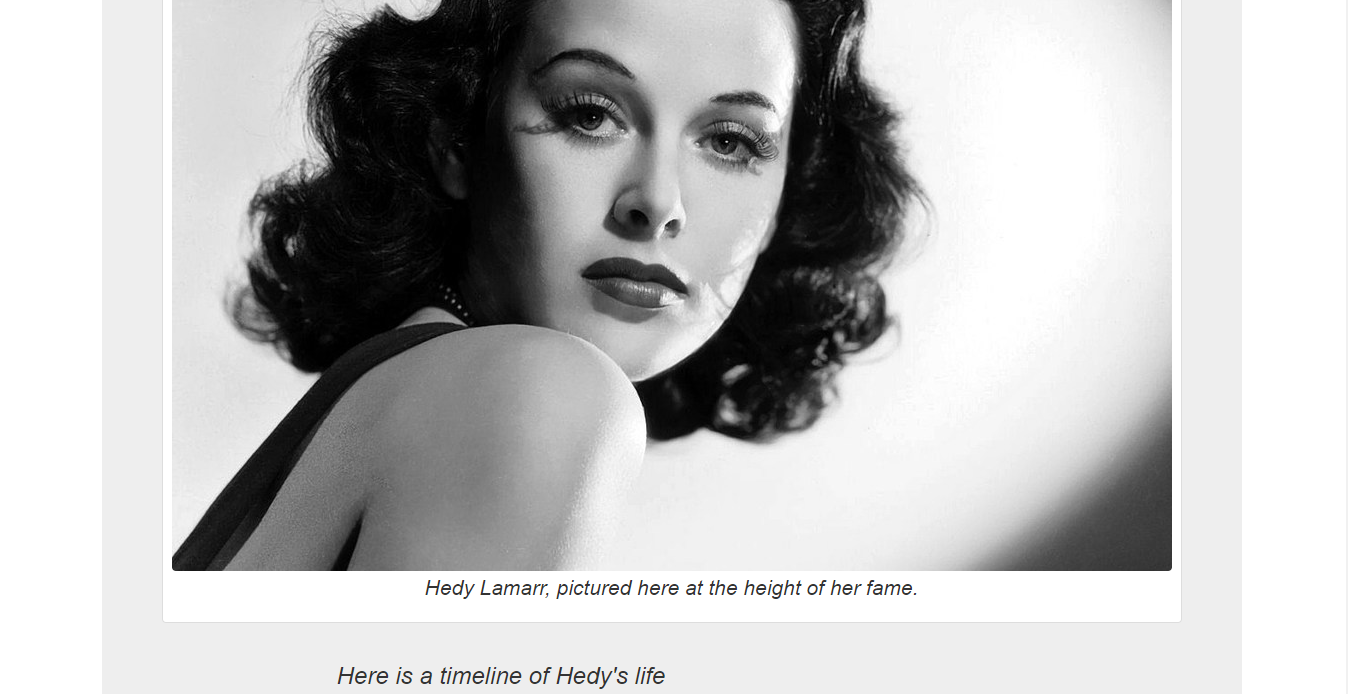 Hedy Lamarr, pictured here at the height of her fame.
Here is a timeline of Hedy's life